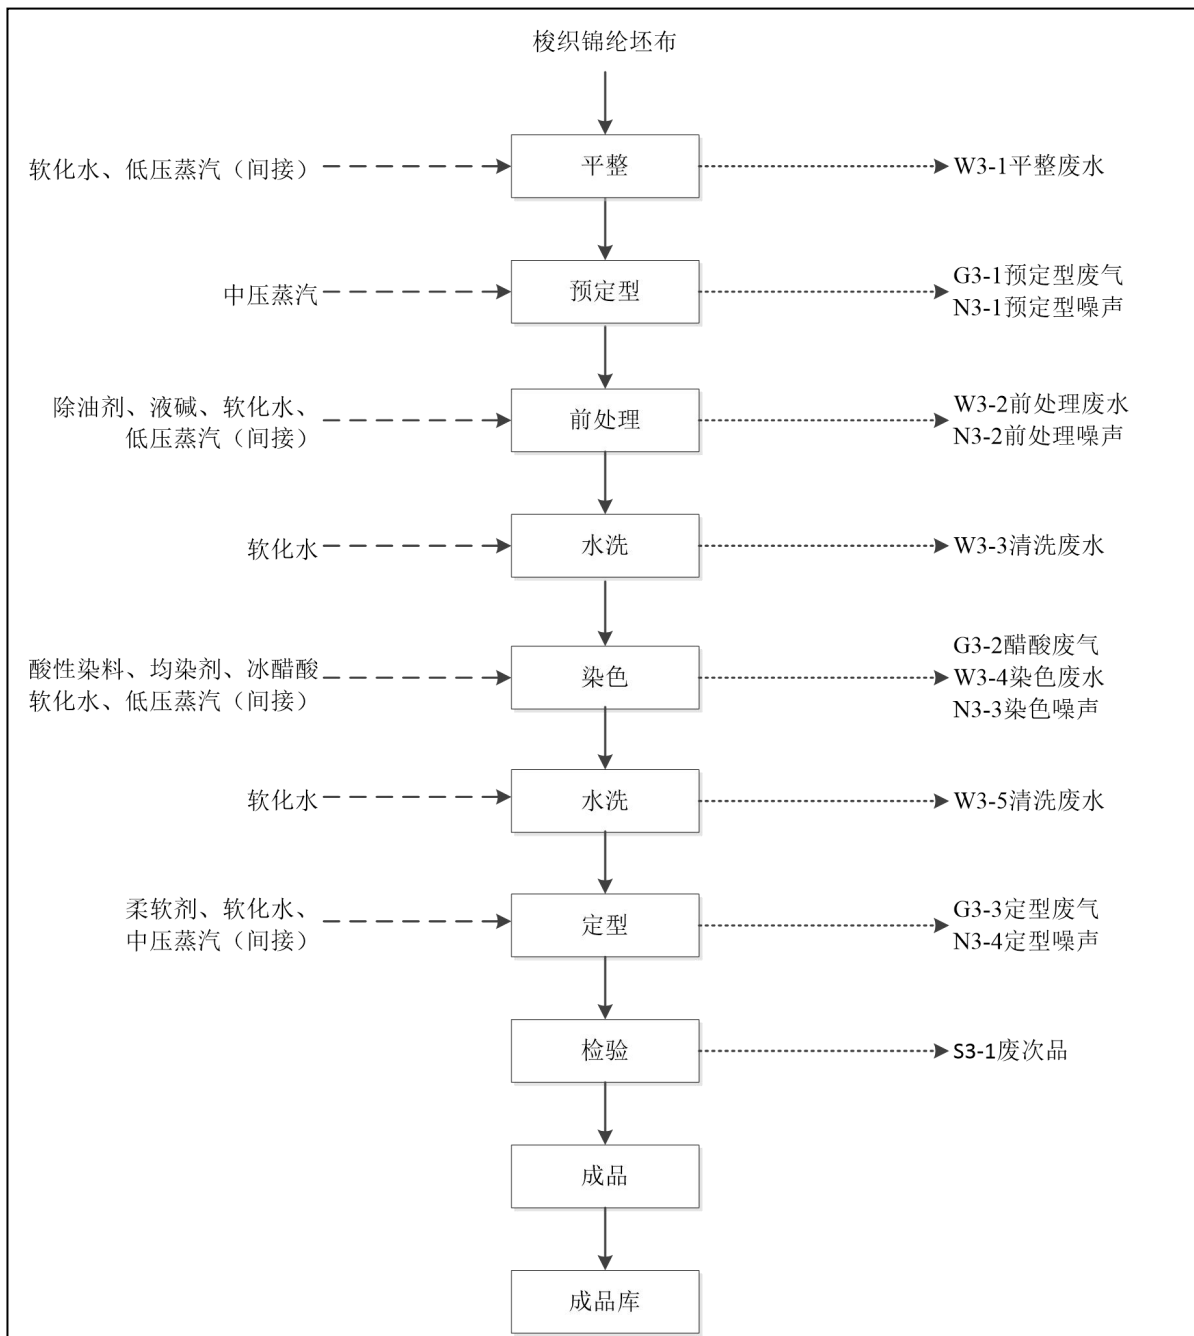 梭织锦纶坯布
软化水、低压蒸汽（间接）
平整
W3-1平整废水
中压蒸汽
预定型
G3-1预定型废气
N3-1预定型噪声
除油剂、液碱、软化水、
低压蒸汽（间接）
前处理
W3-2前处理废水
N3-2前处理噪声
软化水
水洗
W3-3清洗废水
酸性染料、均染剂、冰醋酸
软化水、低压蒸汽（间接）
染色
G3-2醋酸废气
W3-4染色废水
N3-3染色噪声
软化水
水洗
W3-5清洗废水
柔软剂、软化水、
中压蒸汽（间接）
定型
G3-3定型废气
N3-4定型噪声
检验
S3-1废次品
成品
成品库